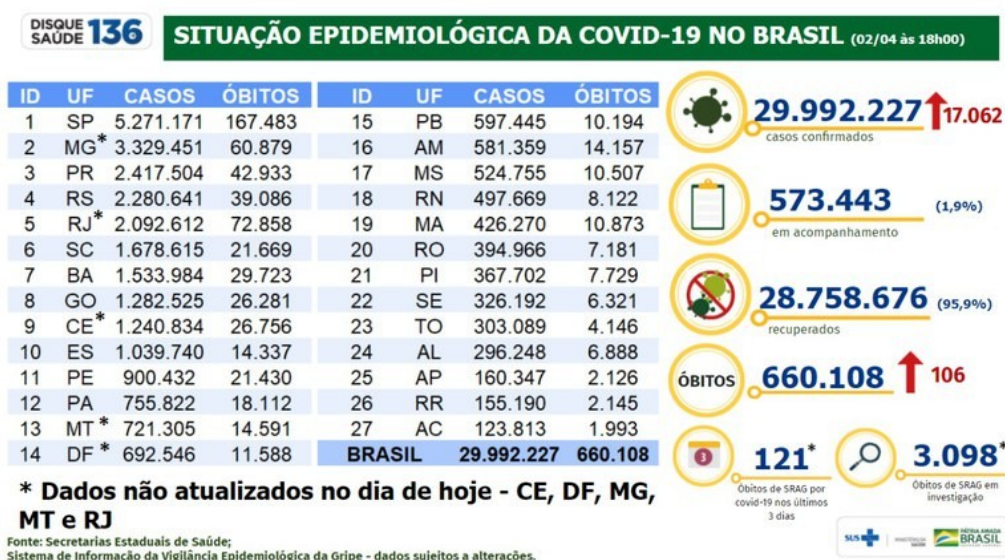 DISQUE
SAÚDE 136
SITUAÇÃO EPIDEMIOLÓGICA DA COVID-19 NO BRASIL (02/04 às 18h00)
ID UF CASOS ÓBITOS ID UF CASOS ÓBITOS
1 SP 5.271.171 167.483 15 PB 597.445 10.194
2 MG* 3.329.451 60.879 16 AM 581.359 14.157
3 PR 2.417.504 42.933 17 MS 524.755 10.507
4 RS 2.280.641 39.086 18 RN 497.669 8.122
5 RJ* 2.092.612 72.858 19 MA 426.270 10.873
6 SC 1.678.615 21.669 20 RO 394.966 7.181
7 BA 1.533.984 29.723 21 PI 367.702 7.729
8 GO 1.282.525 26.281 22 SE 326.192 6.321
9 CE* 1.240.834 26.756 23 TO 303.089 4.146
10 ES 1.039.740 14.337 24 AL 296.248 6.888
11 PE 900.432 21.430 25 AP 160.347 2.126
12 PA 755.822 18.112 26 RR 155.190 2.145
13 MT* 721.305 14.591 27 AC 123.813 1.993
14 DF* 692.546 11.588 BRASIL 29.992.227 660.108
* Dados não atualizados no dia de hoje - CE, DF, MG,
MT e RJ
Fonte: Secretarias Estaduais de Saúde;
Sistema de Informação da Vigilância Epidemiológica da Gripe - dados sujeitos a alterações.
29.992.227 17.062
casos confirmados
573.443 (1,9%)
em acompanhamento
28.758.676 (95,9%)
recuperados
ÓBITOS 660.108 106
3 121* 3.098*
Óbitos de SRAG por
covid-19 nos últimos
3 dias
Óbitos de SRAG em
investigação
SUS
MINISTÉRIO DA
SAÚDE
PÁTRIA AMADA
BRASIL